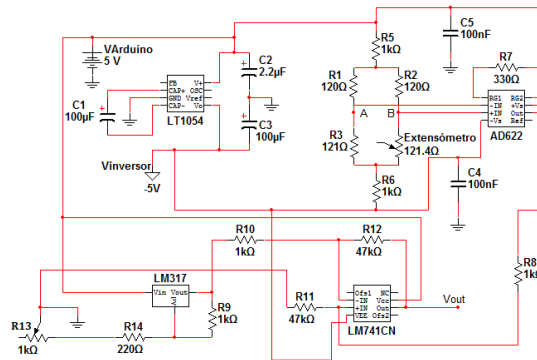 VArduíno
5 V
C1
100µF
FB
CAP+
GND
CAP-
V+
OSC
Vref
Vo
LT1054
C2
2.2µF
C3
100µF
Vinversor
-5V
R5
1kΩ
R1
120Ω
R2
120Ω
A
B
R3
121Ω
Extensómetro
121.4Ω
R6
1kΩ
C5
100nF
R7
330Ω
RG1
-IN
+IN
-Vs
RG2
+Vs
Out
Ref
AD622
C4
100nF
R10
1kΩ
R12
47kΩ
LM317
Vin
Vout
R9
1kΩ
R11
47kΩ
Ofs1
-IN
+IN
VEE
NC
Vcc
Out
Ofs2
LM741CN
Vout
R8
R13
1kΩ
R14
220Ω